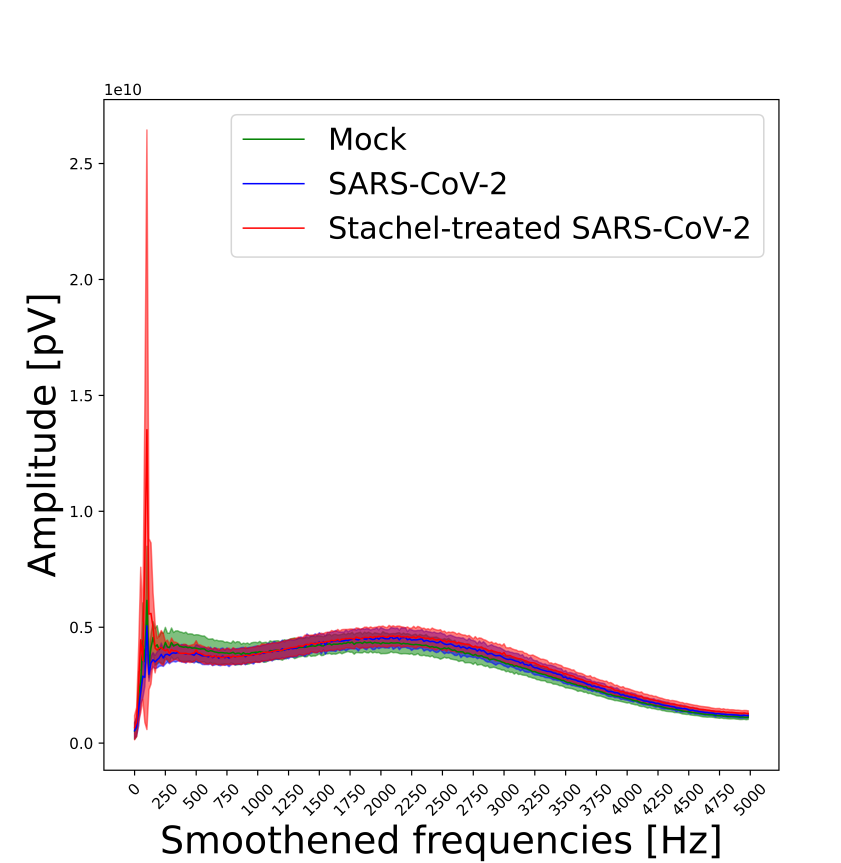 1e10
Mock
SARS-CoV-2
Stachel-treated SARS-CoV-2
2.5
2.0
1.5
1.0
0.5
0.0
Amplitude [pV]
0 250 500 750 1000 1250 1500 1750 2000 2250 2500 2750 3000 3250 3500 3750 4000 4250 4500 4750 5000
Smoothened frequencies [Hz]